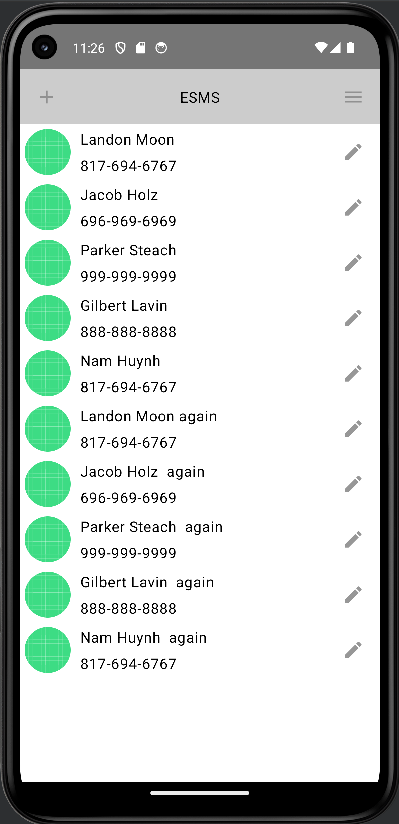 11:26
ESMS
Landon Moon
817-694-6767
Jacob Holz
696-969-6969
Parker Steach
999-999-9999
Gilbert Lavin
888-888-8888
Nam Huynh
817-694-6767
Landon Moon again
817-694-6767
Jacob Holz  again
696-969-6969
Parker Steach  again
999-999-9999
Gilbert Lavin  again
888-888-8888
Nam Huynh  again
817-694-6767